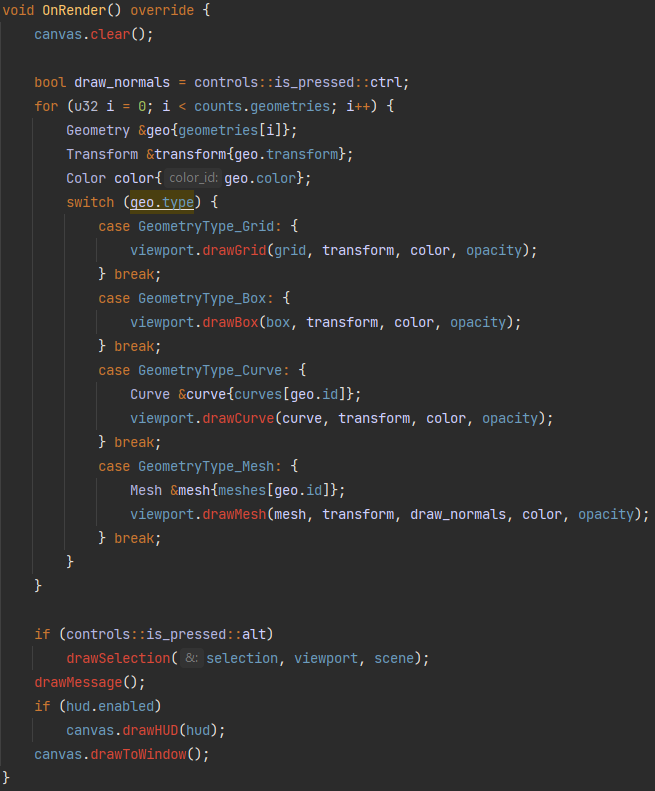 void OnRender() override {
    canvas.clear();

    bool draw_normals = controls::is_pressed::ctrl;
    for (u32 i = 0; i < counts.geometries; i++) {
        Geometry &geo{geometries[i]};
        Transform &transform{geo.transform};
        Color color{ color_id: geo.color};
        switch (geo.type) {
            case GeometryType_Grid: {
                viewport.drawGrid(grid, transform, color, opacity);
            } break;
            case GeometryType_Box: {
                viewport.drawBox(box, transform, color, opacity);
            } break;
            case GeometryType_Curve: {
                Curve &curve{curves[geo.id]};
                viewport.drawCurve(curve, transform, color, opacity);
            } break;
            case GeometryType_Mesh: {
                Mesh &mesh{meshes[geo.id]};
                viewport.drawMesh(mesh, transform, draw_normals, color, opacity);
            } break;
        }
    }

    if (controls::is_pressed::alt)
        drawSelection( &: selection, viewport, scene);
    drawMessage();
    if (hud.enabled)
        canvas.drawHUD(hud);
    canvas.drawToWindow();
}